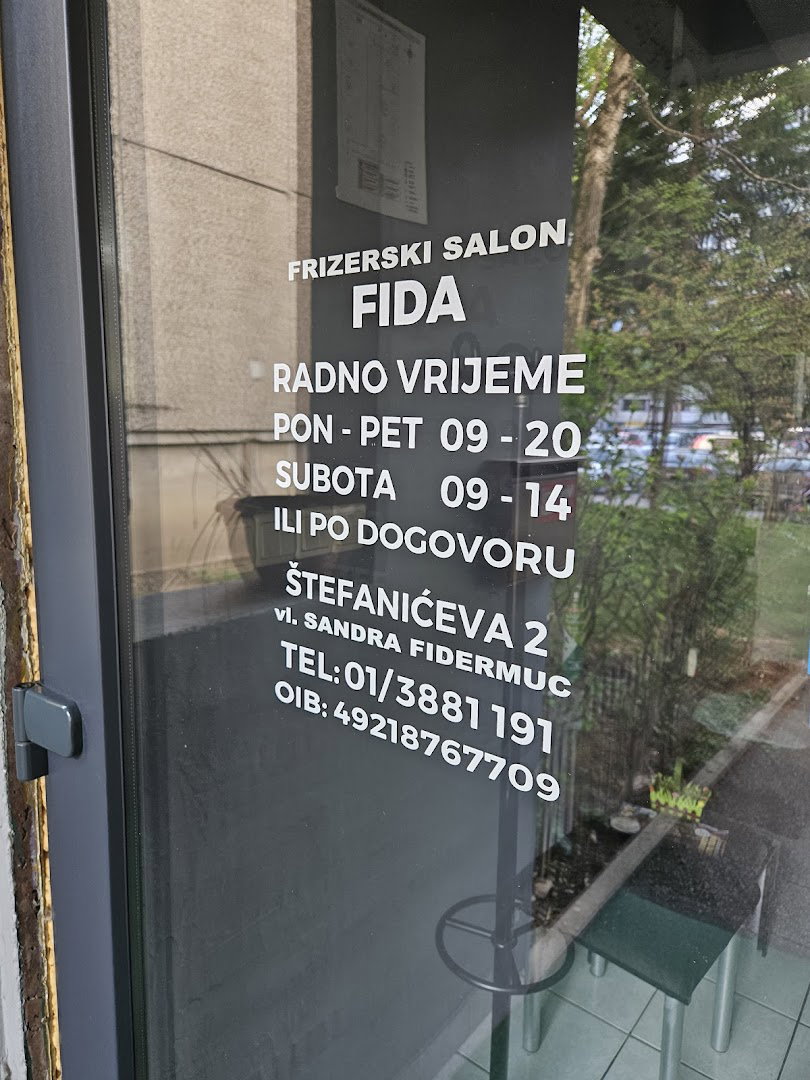 FRIZERSKI SALON
FIDA
RADNO VRIJEME
PON - PET 09 - 20
SUBOTA 09 - 14
ILI PO DOGOVORU
ŠTEFANIĆEVA 2
vl. SANDRA FIDERMUC
TEL: 01/3881 191
OIB: 49218767709